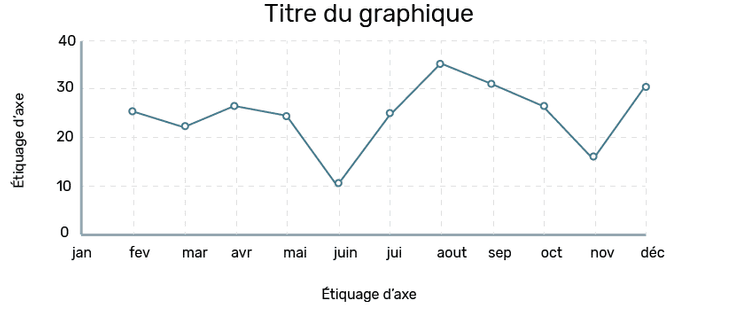 Titre du graphique
40
30
20
10
0
Étiquage d'axe
jan fev mar avr mai juin jui aout sep oct nov déc
Étiquage d'axe